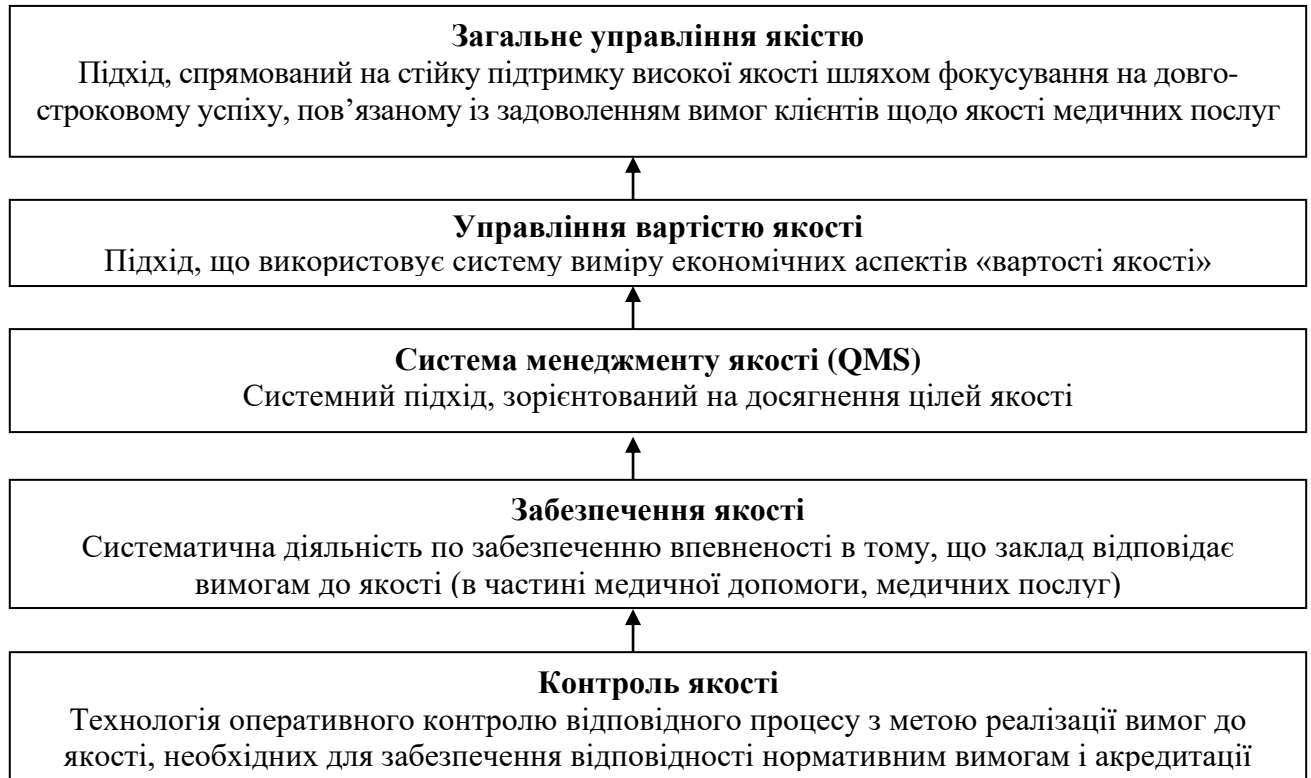 Загальне управління якістю
Підхід, спрямований на стійку підтримку високої якості шляхом фокусування на довго-
строковому успіху, пов’язаному із задоволенням вимог клієнтів щодо якості медичних послуг
Управління вартістю якості
Підхід, що використовує систему виміру економічних аспектів «вартості якості»
Система менеджменту якості (QMS)
Системний підхід, зорієнтований на досягнення цілей якості
Забезпечення якості
Систематична діяльність по забезпеченню впевненості в тому, що заклад відповідає
вимогам до якості (в частині медичної допомоги, медичних послуг)
Контроль якості
Технологія оперативного контролю відповідного процесу з метою реалізації вимог до
якості, необхідних для забезпечення відповідності нормативним вимогам і акредитації